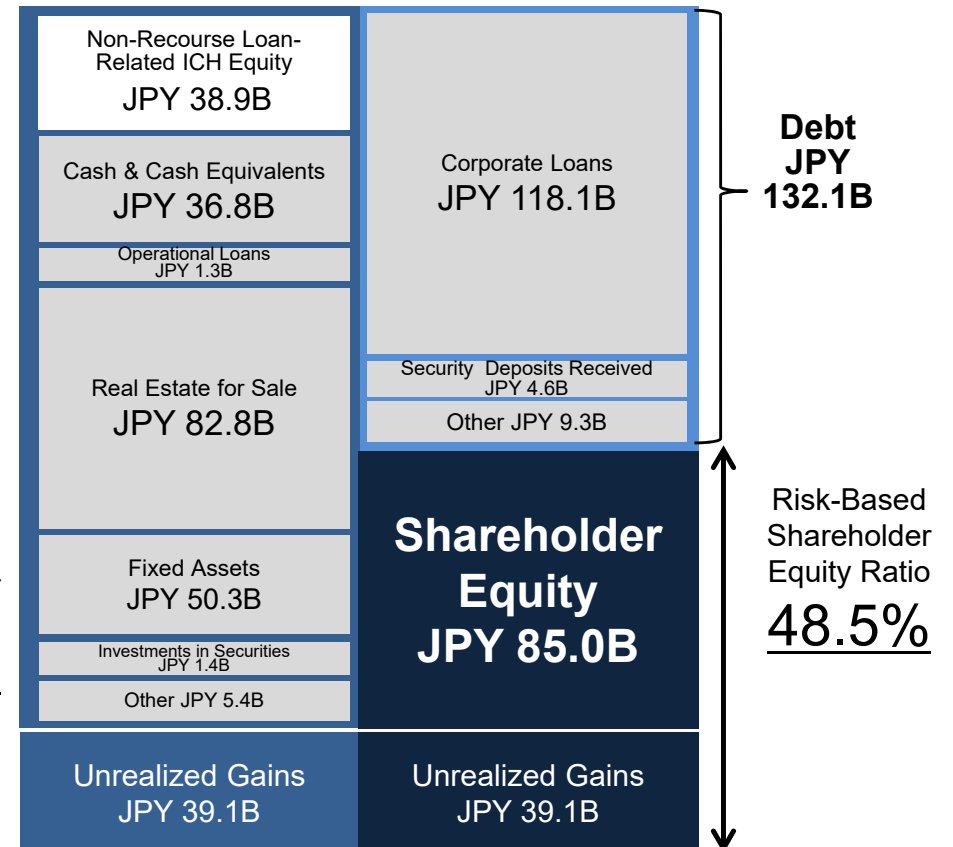 Non-Recourse Loan-
Related ICH Equity
JPY 38.9B
Cash & Cash Equivalents
JPY 36.8B
Operational Loans
JPY 1.3B
Real Estate for Sale
JPY 82.8B
Fixed Assets
JPY 50.3B
Investments in Securities
JPY 1.4B
Other JPY 5.4B
Unrealized Gains
JPY 39.1B
Corporate Loans
JPY 118.1B
Security Deposits Received
JPY 4.6B
Other JPY 9.3B
Shareholder
Equity
JPY 85.0B
Unrealized Gains
JPY 39.1B
Debt
JPY
132.1B
Risk-Based
Shareholder
Equity Ratio
48.5%